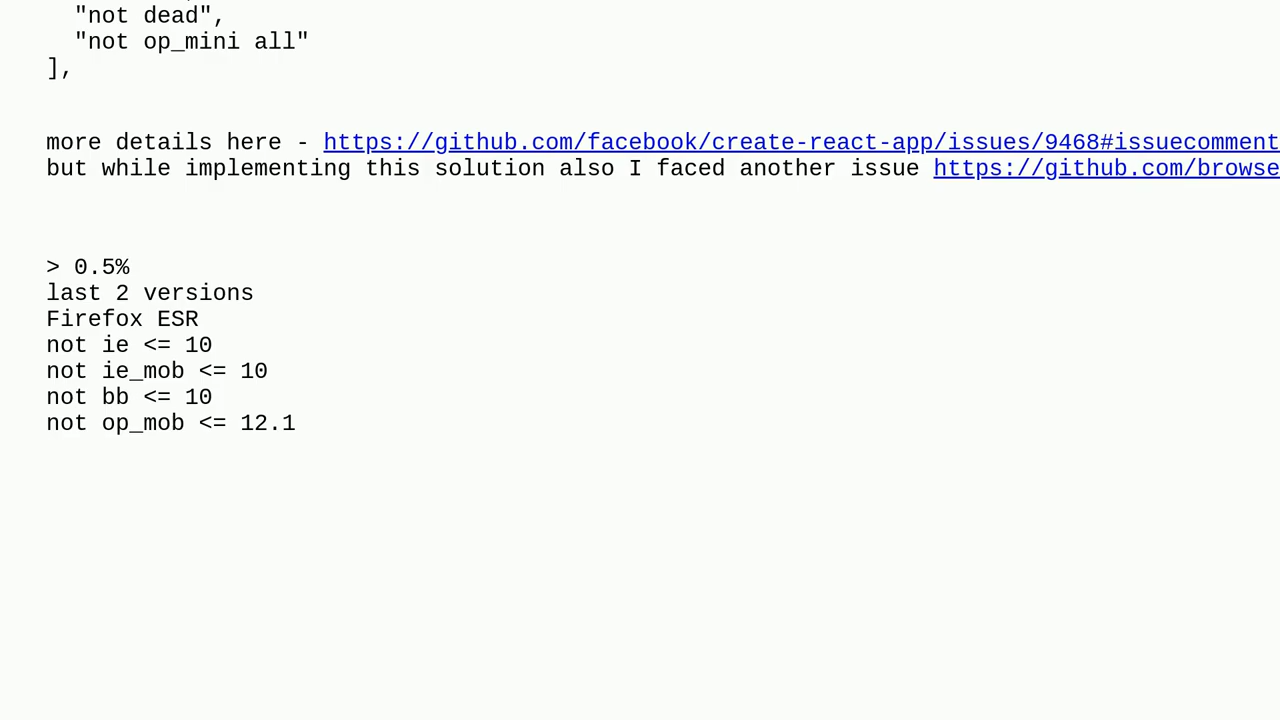 "not dead",
"not op_mini all"
],
more details here - https://github.com/facebook/create-react-app/issues/9468#issuecomment
but while implementing this solution also I faced another issue https://github.com/browse
> 0.5%
last 2 versions
Firefox ESR
not ie <= 10
not ie_mob <= 10
not bb <= 10
not op_mob <= 12.1